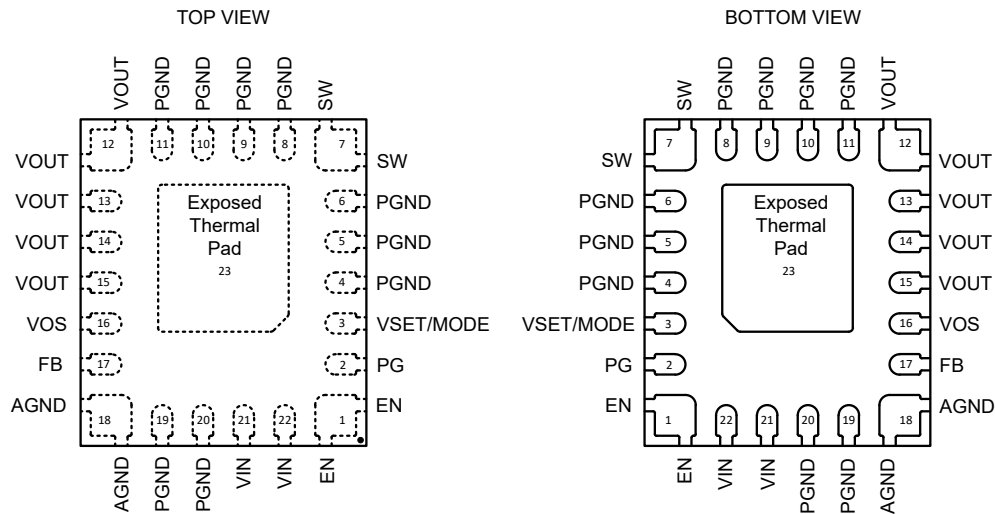 TOP VIEW
VOUT
PGND
PGND
PGND
PGND
SW
12
11
10
9
8
7
VOUT
SW
VOUT
13
6
PGND
VOUT
14
5
PGND
VOUT
15
4
PGND
VOS
16
3
VSET/MODE
FB
17
2
PG
AGND
18
19
20
21
22
1
EN
Exposed
Thermal
Pad
23
AGND
PGND
PGND
VIN
VIN
EN
BOTTOM VIEW
SW
PGND
PGND
PGND
PGND
VOUT
7
8
9
10
11
12
SW
VOUT
PGND
6
13
VOUT
PGND
5
14
VOUT
PGND
4
15
VOUT
VSET/MODE
3
16
VOS
PG
2
17
FB
EN
1
22
21
20
19
18
AGND
Exposed
Thermal
Pad
23
EN
VIN
VIN
PGND
PGND
AGND